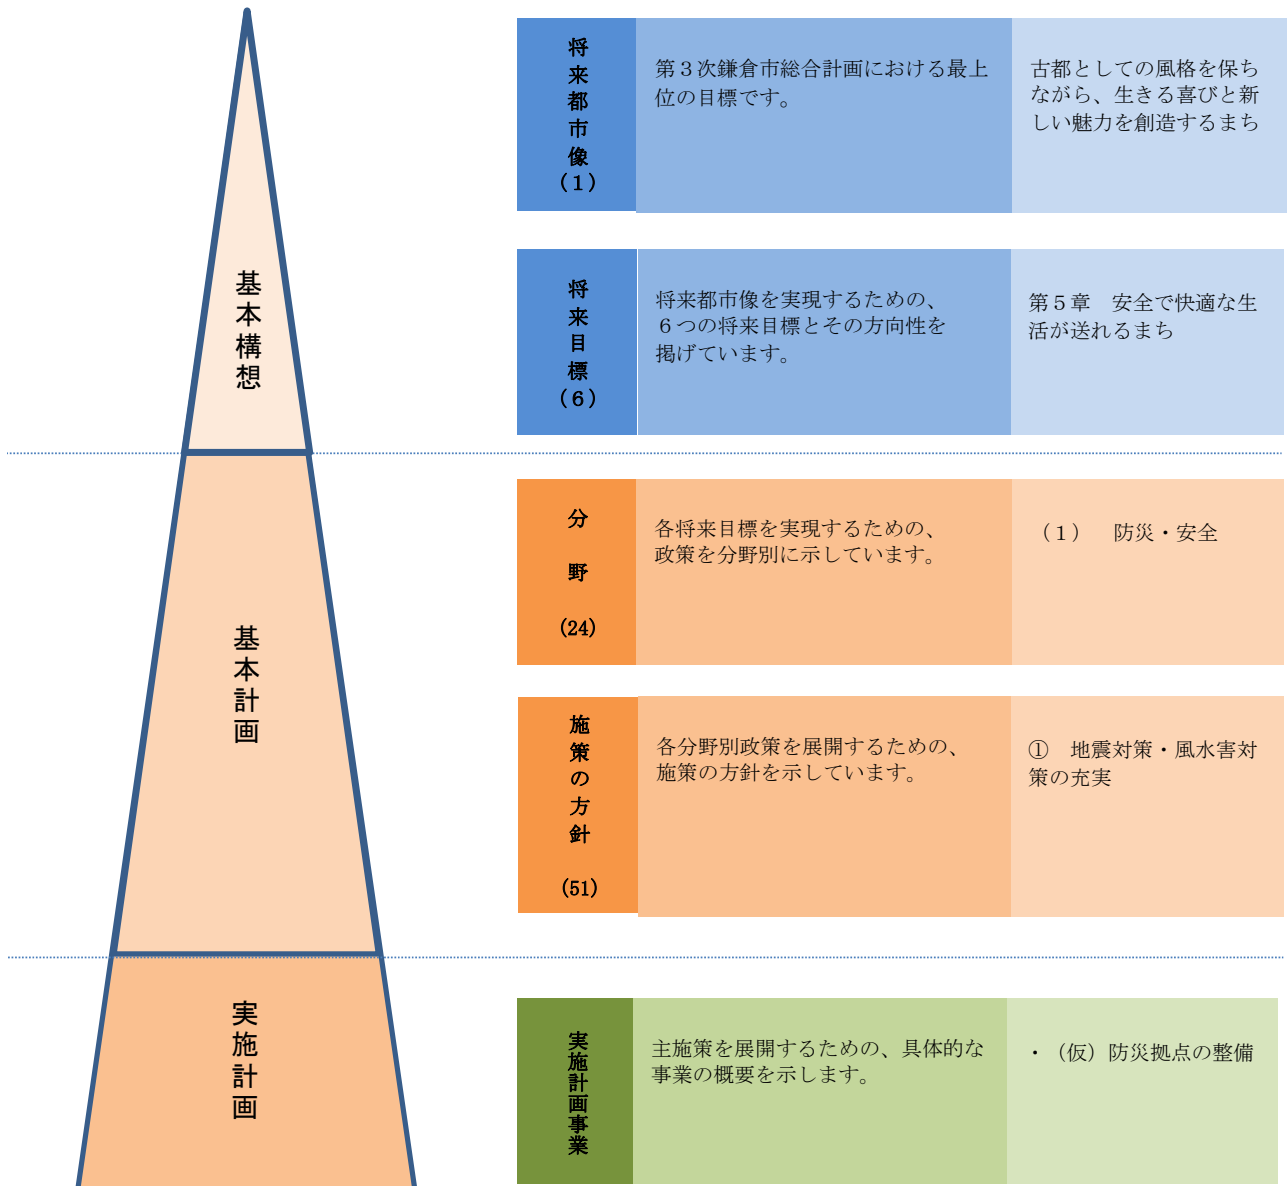 基本構想
将来都市像(1)
第３次鎌倉市総合計画における最上
位の目標です。
古都としての風格を保ち
ながら、生きる喜びと新
しい魅力を創造するまち
将来目標(6)
将来都市像を実現するための、
６つの将来目標とその方向性を
掲げています。
第５章　安全で快適な生
活が送れるまち
基本計画
分野(24)
各将来目標を実現するための、
政策を分野別に示しています。
（１）　防災・安全
施策の方針(51)
各分野別政策を展開するための、
施策の方針を示しています。
①　地震対策・風水害対
策の充実
実施計画
実施計画事業
主施策を展開するための、具体的な
事業の概要を示します。
・（仮）防災拠点の整備